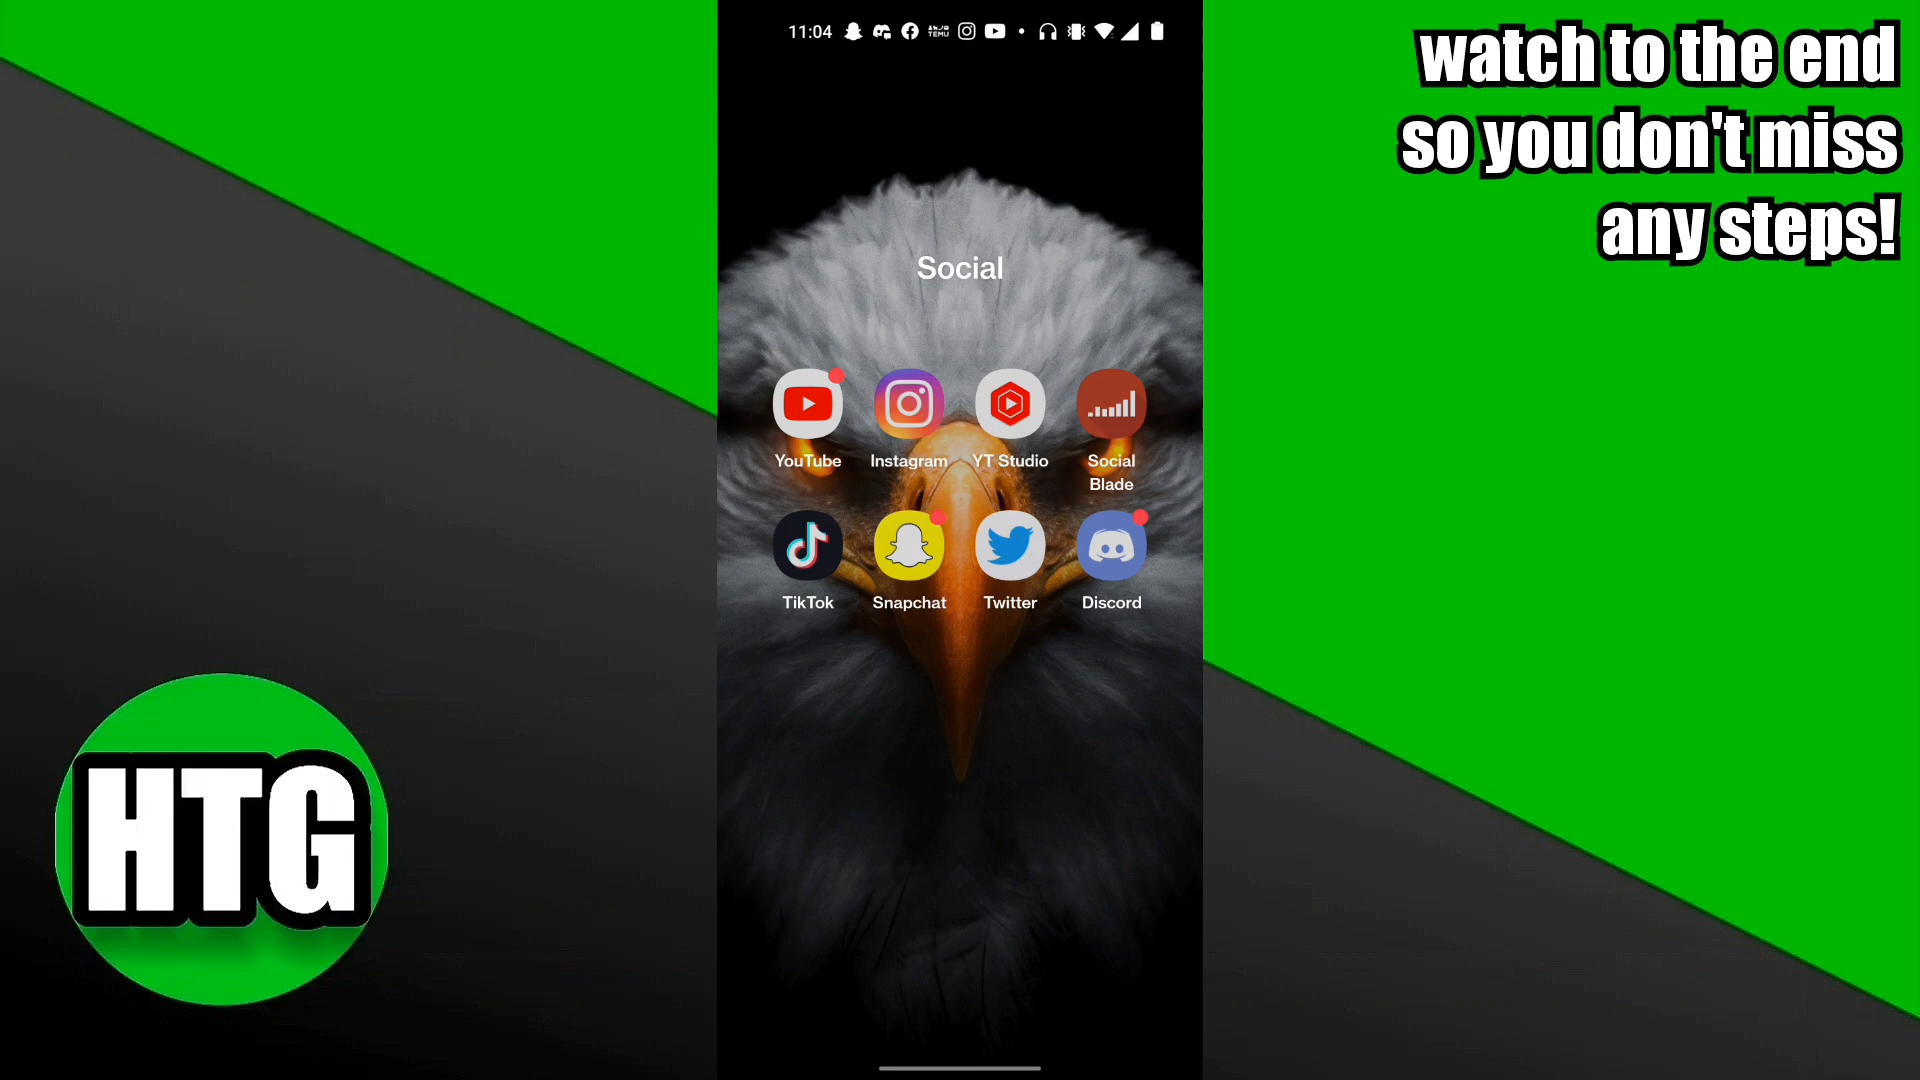 11:04
TEMU
watch to the end
so you don't miss
any steps!
Social
YouTube
Instagram
YT Studio
Social
Blade
TikTok
Snapchat
Twitter
Discord
HTG